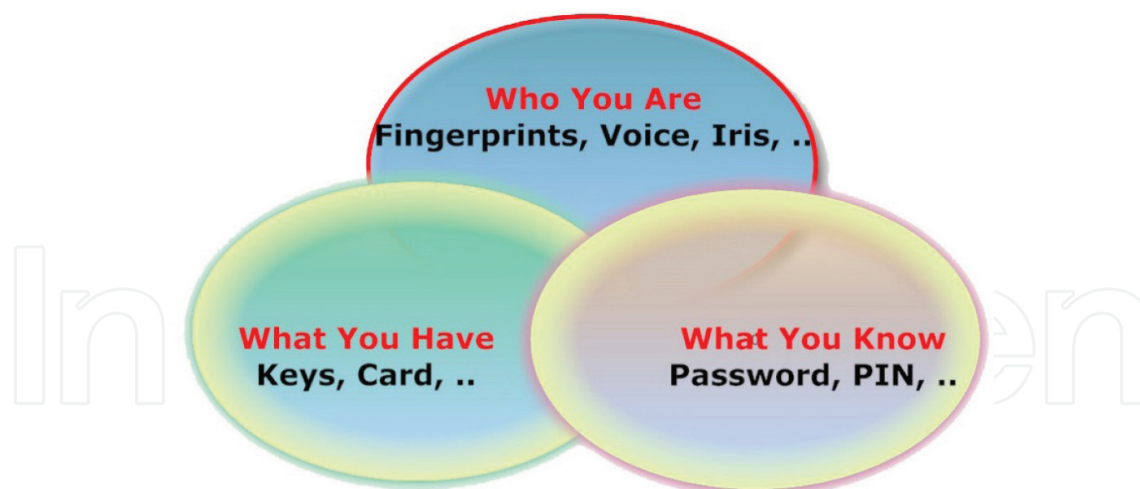 Who You Are
Fingerprints, Voice, Iris, ..
What You Have
Keys, Card, ..
What You Know
Password, PIN, ..